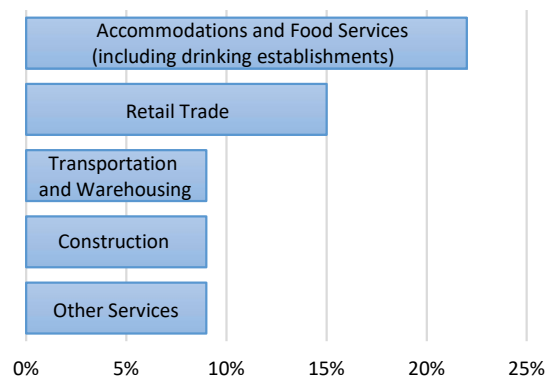 Accommodations and Food Services
(including drinking establishments)
Retail Trade
Transportation
and Warehousing
Construction
Other Services
0% 5% 10% 15% 20% 25%